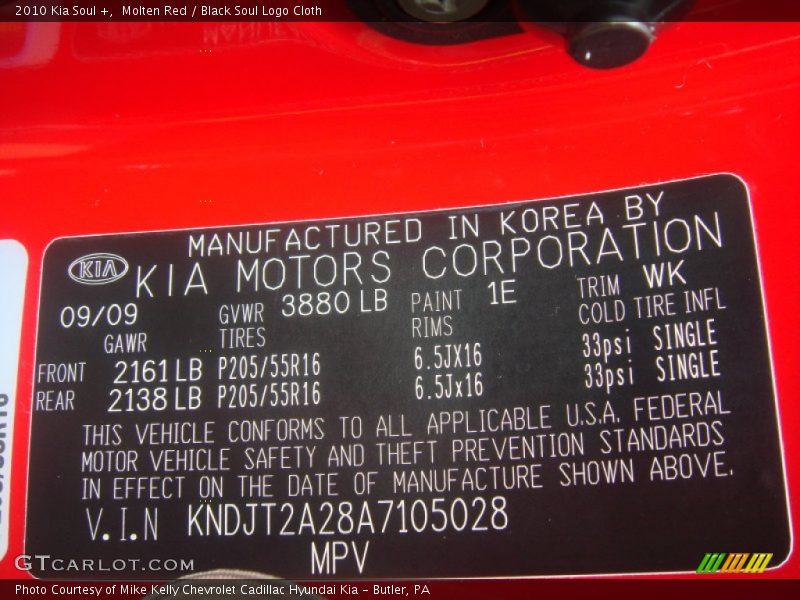 2010 Kia Soul +,  Molten Red / Black Soul Logo Cloth
MANUFACTURED IN KOREA BY
KIA KIA MOTORS CORPORATION
09/09 GVWR 3880 LB PAINT 1E TRIM WK
GAWR TIRES RIMS COLD TIRE INFL
FRONT 2161 LB P205/55R16 6.5JX16 33psi SINGLE
REAR 2138 LB P205/55R16 6.5Jx16 33psi SINGLE
THIS VEHICLE CONFORMS TO ALL APPLICABLE U.S.A. FEDERAL
MOTOR VEHICLE SAFETY AND THEFT PREVENTION STANDARDS
IN EFFECT ON THE DATE OF MANUFACTURE SHOWN ABOVE.
V.I.N KNDJT2A28A7105028
MPV
GTCARLOT.COM
Photo Courtesy of Mike Kelly Chevrolet Cadillac Hyundai Kia - Butler, PA